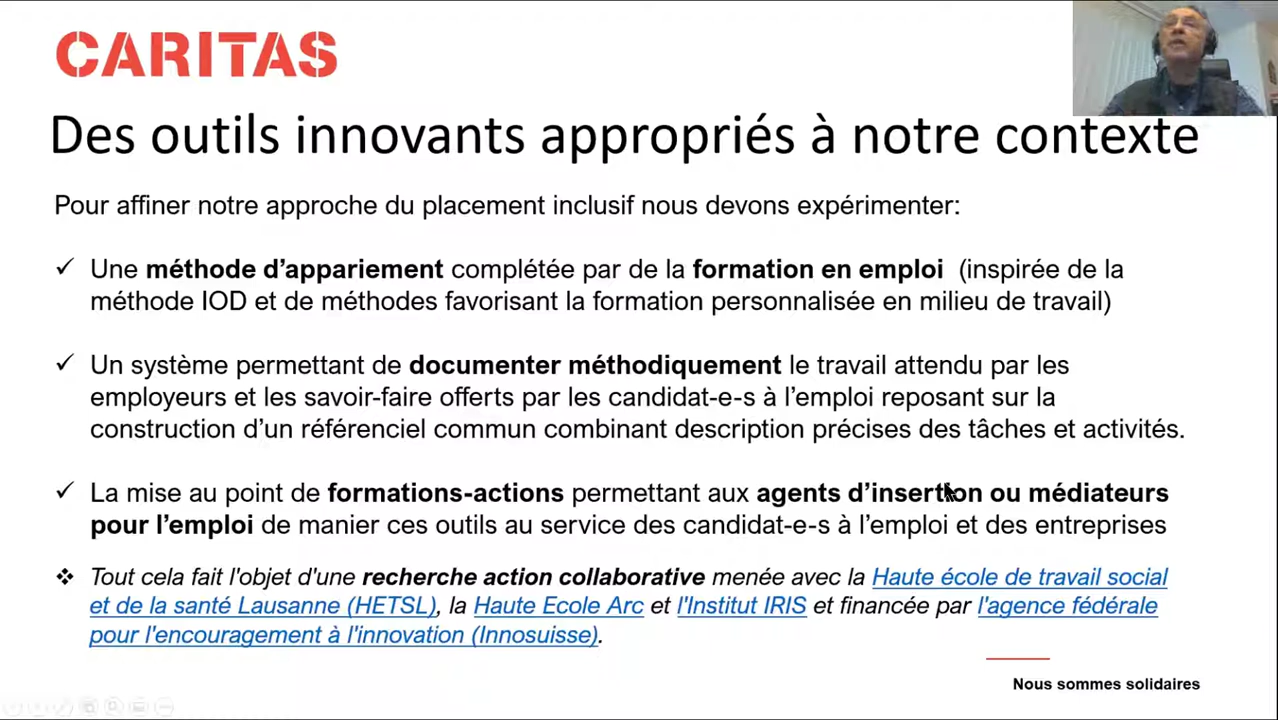 CARITAS
Des outils innovants appropriés à notre contexte
Pour affiner notre approche du placement inclusif nous devons expérimenter:
✓ Une méthode d'appariement complétée par de la formation en emploi (inspirée de la
méthode IOD et de méthodes favorisant la formation personnalisée en milieu de travail)
✓ Un système permettant de documenter méthodiquement le travail attendu par les
employeurs et les savoir-faire offerts par les candidat-e-s à l'emploi reposant sur la
construction d'un référenciel commun combinant description précises des tâches et activités.
✓ La mise au point de formations-actions permettant aux agents d'insertion ou médiateurs
pour l'emploi de manier ces outils au service des candidat-e-s à l'emploi et des entreprises
❖ Tout cela fait l'objet d'une recherche action collaborative menée avec la Haute école de travail social
et de la santé Lausanne (HETSL), la Haute Ecole Arc et l'Institut IRIS et financée par l'agence fédérale
pour l'encouragement à l'innovation (Innosuisse).
Nous sommes solidaires